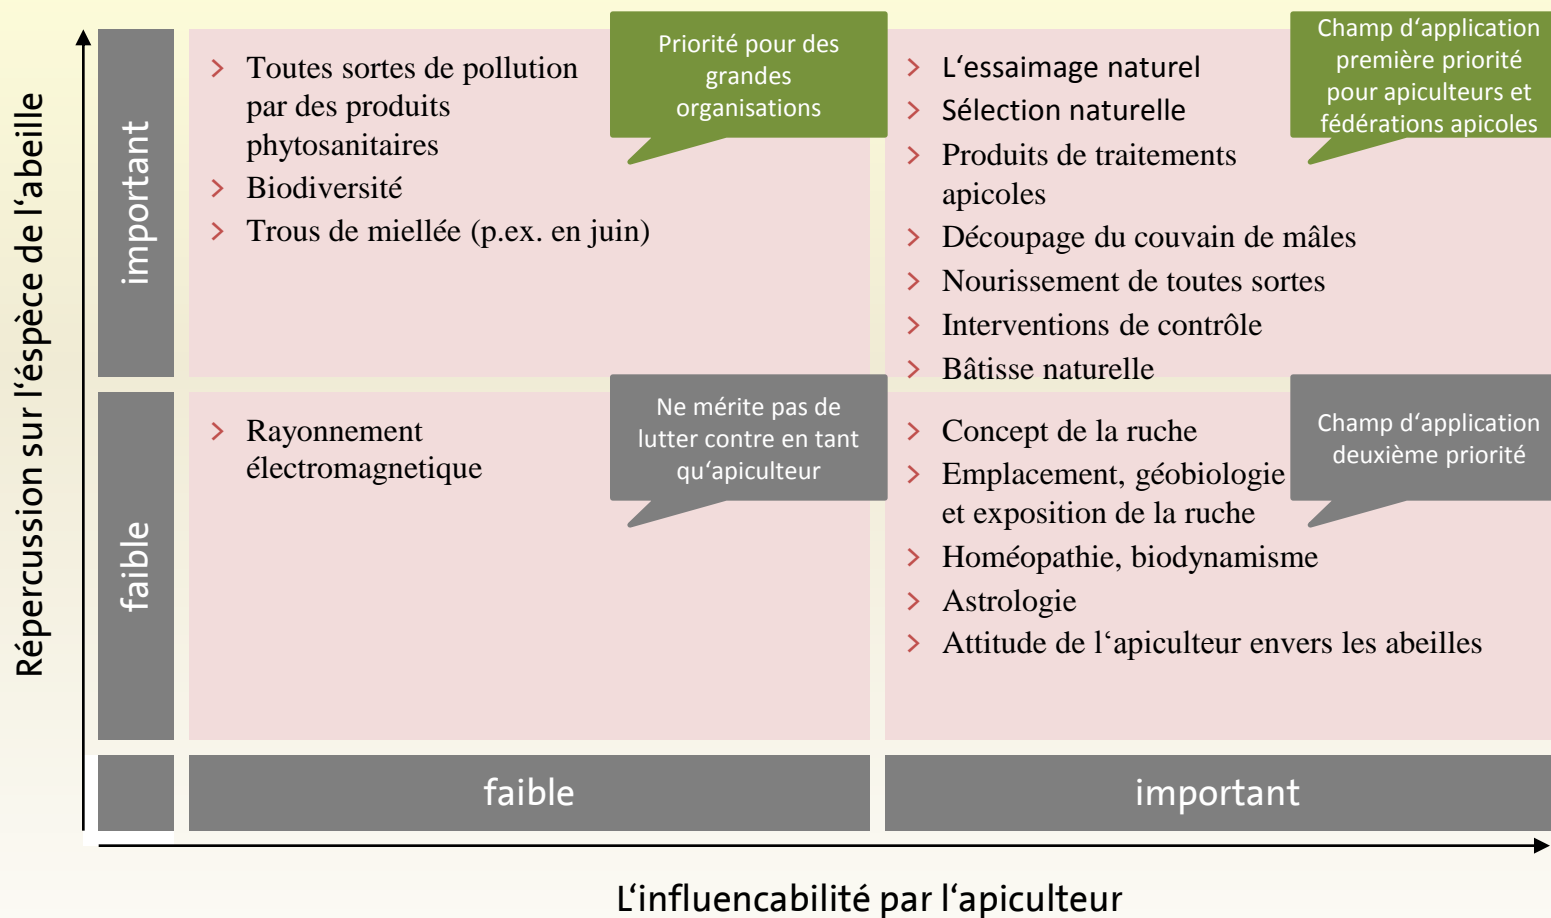 Répercussion sur l‘éspèce de l‘abeille
important
> Toutes sortes de pollution
par des produits
phytosanitaires
> Biodiversité
> Trous de miellée (p.ex. en juin)
Priorité pour des
grandes
organisations
> L‘essaimage naturel
> Sélection naturelle
> Produits de traitements
apicoles
> Découpage du couvain de mâles
> Nourissement de toutes sortes
> Interventions de contrôle
> Bâtisse naturelle
Champ d‘application
première priorité
pour apiculteurs et
fédérations apicoles
faible
> Rayonnement
électromagnetique
Ne mérite pas de
lutter contre en tant
qu‘apiculteur
> Concept de la ruche
> Emplacement, géobiologie
et exposition de la ruche
> Homéopathie, biodynamisme
> Astrologie
> Attitude de l‘apiculteur envers les abeilles
Champ d‘application
deuxième priorité
faible
important
L‘influencabilité par l‘apiculteur